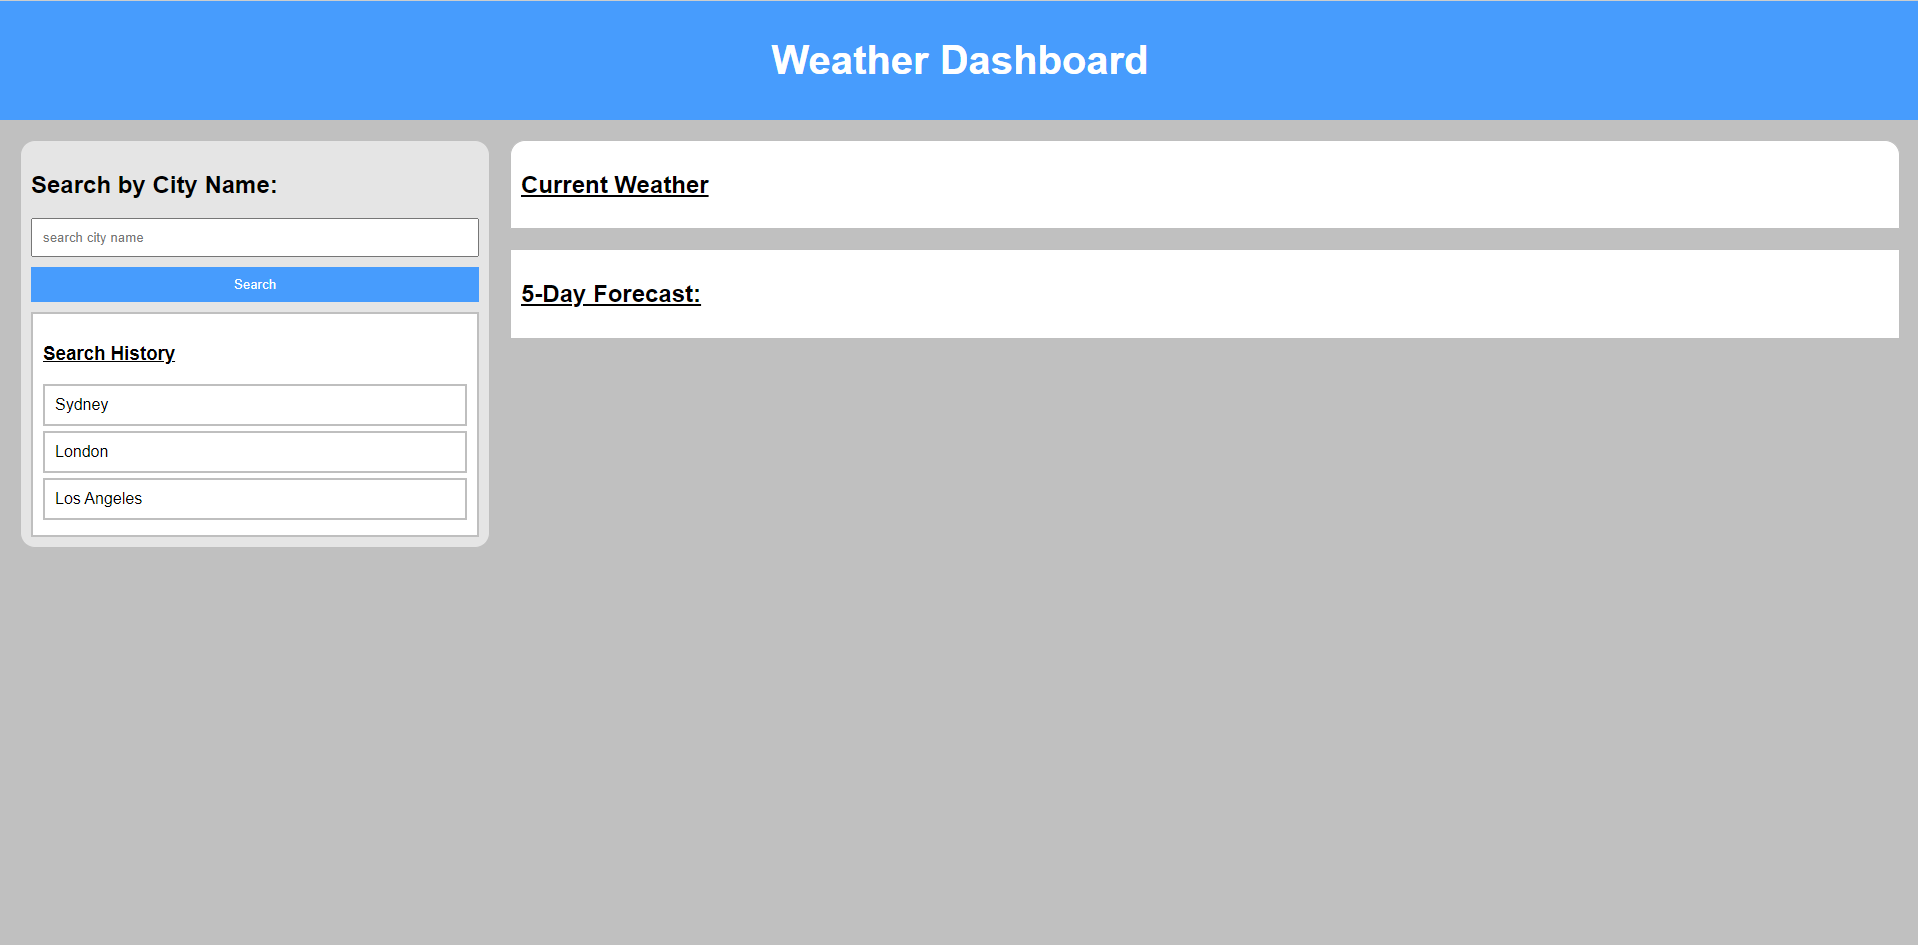 Weather Dashboard
Search by City Name:
search city name
Search
Search History
Sydney
London
Los Angeles
Current Weather
5-Day Forecast: